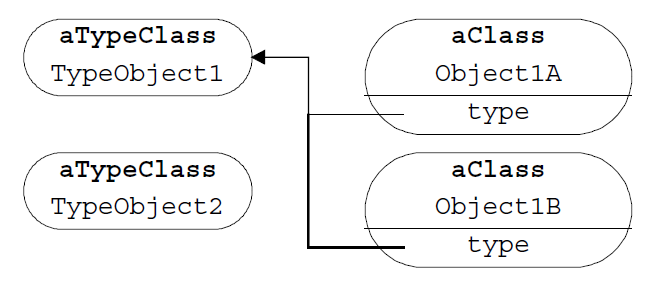 aTypeClass
TypeObject1
aClass
Object1A
type
aTypeClass
TypeObject2
aClass
Object1B
type